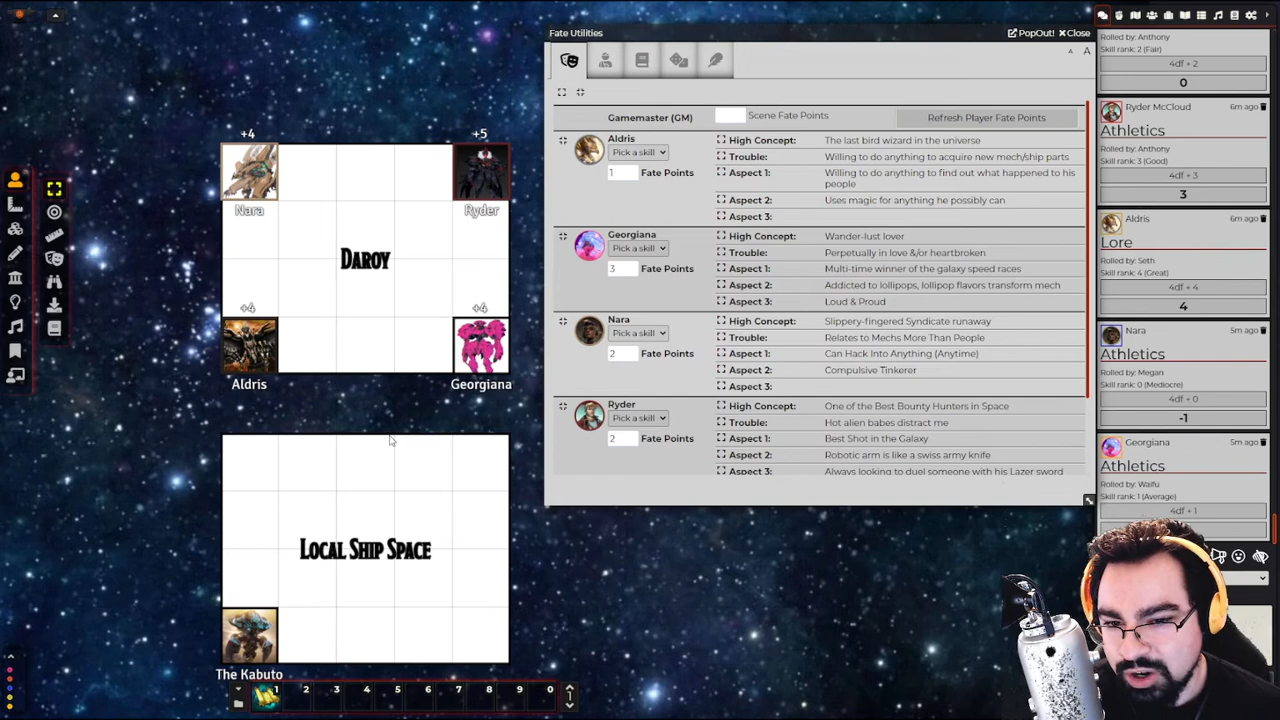 Fate Utilities
PopOut! Close
A A
Gamemaster (GM) Scene Fate Points Refresh Player Fate Points
Aldris
Pick a skill
1 Fate Points
High Concept: The last bird wizard in the universe
Trouble: Willing to do anything to acquire new mech/ship parts
Aspect 1: Willing to do anything to find out what happened to his
people
Aspect 2: Uses magic for anything he possibly can
Aspect 3:
Georgiana
Pick a skill
3 Fate Points
High Concept: Wander-lust lover
Trouble: Perpetually in love &/or heartbroken
Aspect 1: Multi-time winner of the galaxy speed races
Aspect 2: Addicted to lollipops, lollipop flavors transform mech
Aspect 3: Loud & Proud
Nara
Pick a skill
2 Fate Points
High Concept: Slippery-fingered Syndicate runaway
Trouble: Relates to Mechs More Than People
Aspect 1: Can Hack Into Anything (Anytime)
Aspect 2: Compulsive Tinkerer
Aspect 3:
Ryder
Pick a skill
2 Fate Points
High Concept: One of the Best Bounty Hunters in Space
Trouble: Hot alien babes distract me
Aspect 1: Best Shot in the Galaxy
Aspect 2: Robotic arm is like a swiss army knife
Aspect 3: Always looking to duel someone with his Lazer sword
+4 +5
Nara Ryder
Daroy
+4 +4
Aldris Georgiana
Local Ship Space
The Kabuto
1 2 3 4 5 6 7 8 9 0
1
Rolled by: Anthony
Skill rank: 2 (Fair)
4df + 2
0
Ryder McCloud 6m ago
Athletics
Rolled by: Anthony
Skill rank: 3 (Good)
4df + 3
3
Aldris 6m ago
Lore
Rolled by: Seth
Skill rank: 4 (Great)
4df + 4
4
Nara 5m ago
Athletics
Rolled by: Megan
Skill rank: 0 (Mediocre)
4df + 0
-1
Georgiana 5m ago
Athletics
Rolled by: Waifu
Skill rank: 1 (Average)
4df + 1